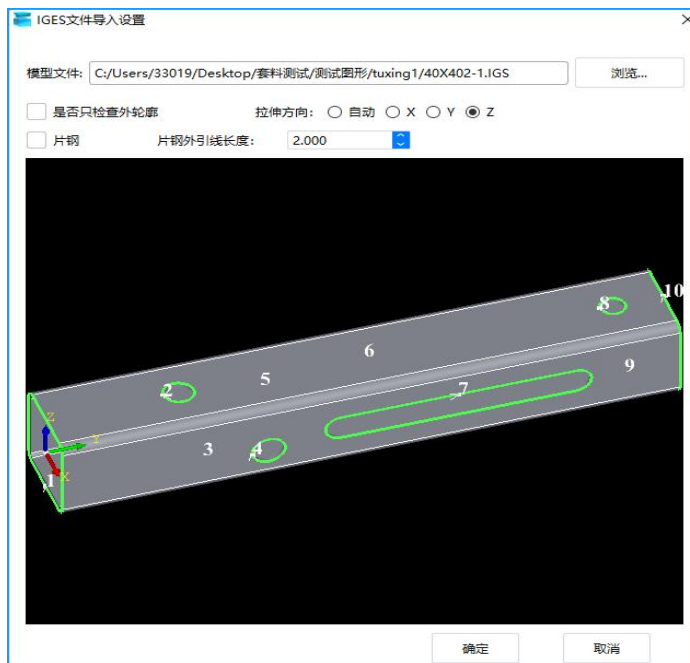 IGES文件导入设置
模型文件: C:/Users/33019/Desktop/套料测试/测试图形/tuxing1/40X402-1.IGS 浏览...
是否只检查外轮廓 拉伸方向: 自动 X Y Z
片钢 片钢外引线长度: 2.000
10
8
6
5
2
7
9
Z
Y
3
4
X
1
确定 取消